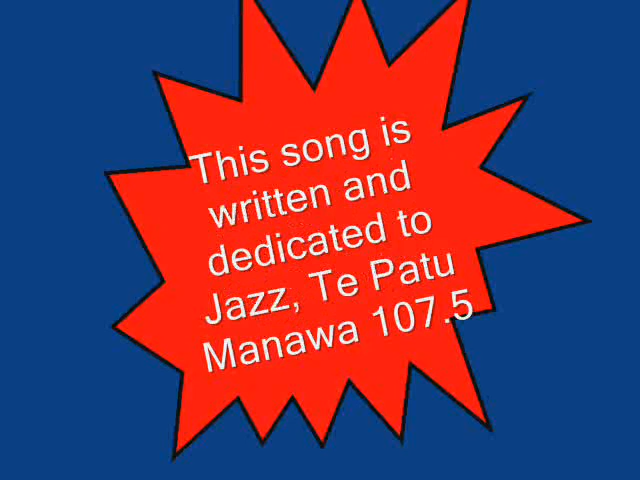 This song is
written and
dedicated to
Jazz, Te Patu
Manawa 107.5